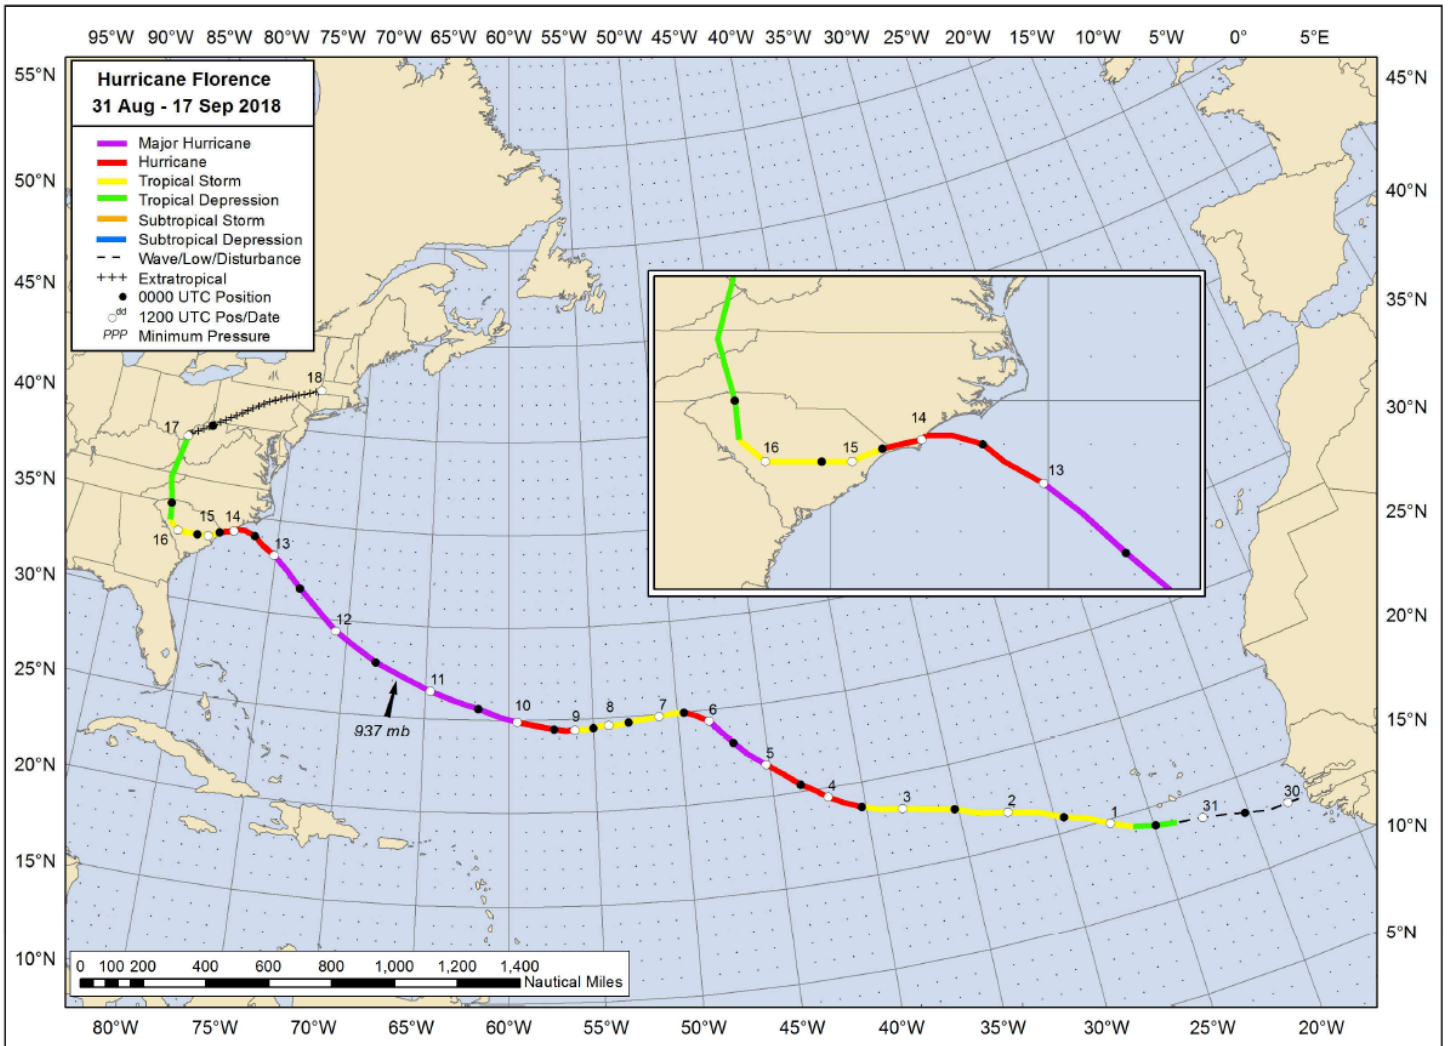 95°W 90°W 85°W 80°W 75°W 70°W 65°W 60°W 55°W 50°W 45°W 40°W 35°W 30°W 25°W 20°W 15°W 10°W 5°W 0° 5°E
Hurricane Florence
31 Aug - 17 Sep 2018
Major Hurricane
Hurricane
Tropical Storm
Tropical Depression
Subtropical Storm
Subtropical Depression
Wave/Low/Disturbance
Extratropical
0000 UTC Position
dd 1200 UTC Pos/Date
PPP Minimum Pressure
55°N
50°N
45°N
40°N
35°N
30°N
25°N
20°N
15°N
10°N
45°N
40°N
35°N
30°N
25°N
20°N
15°N
10°N
5°N
14
16 15
13
18
17
15 14
16
13
12
11
10
9 8 7 6
5
4 3 2 1 31 30
937 mb
0 100 200 400 600 800 1,000 1,200 1,400
Nautical Miles
80°W 75°W 70°W 65°W 60°W 55°W 50°W 45°W 40°W 35°W 30°W 25°W 20°W